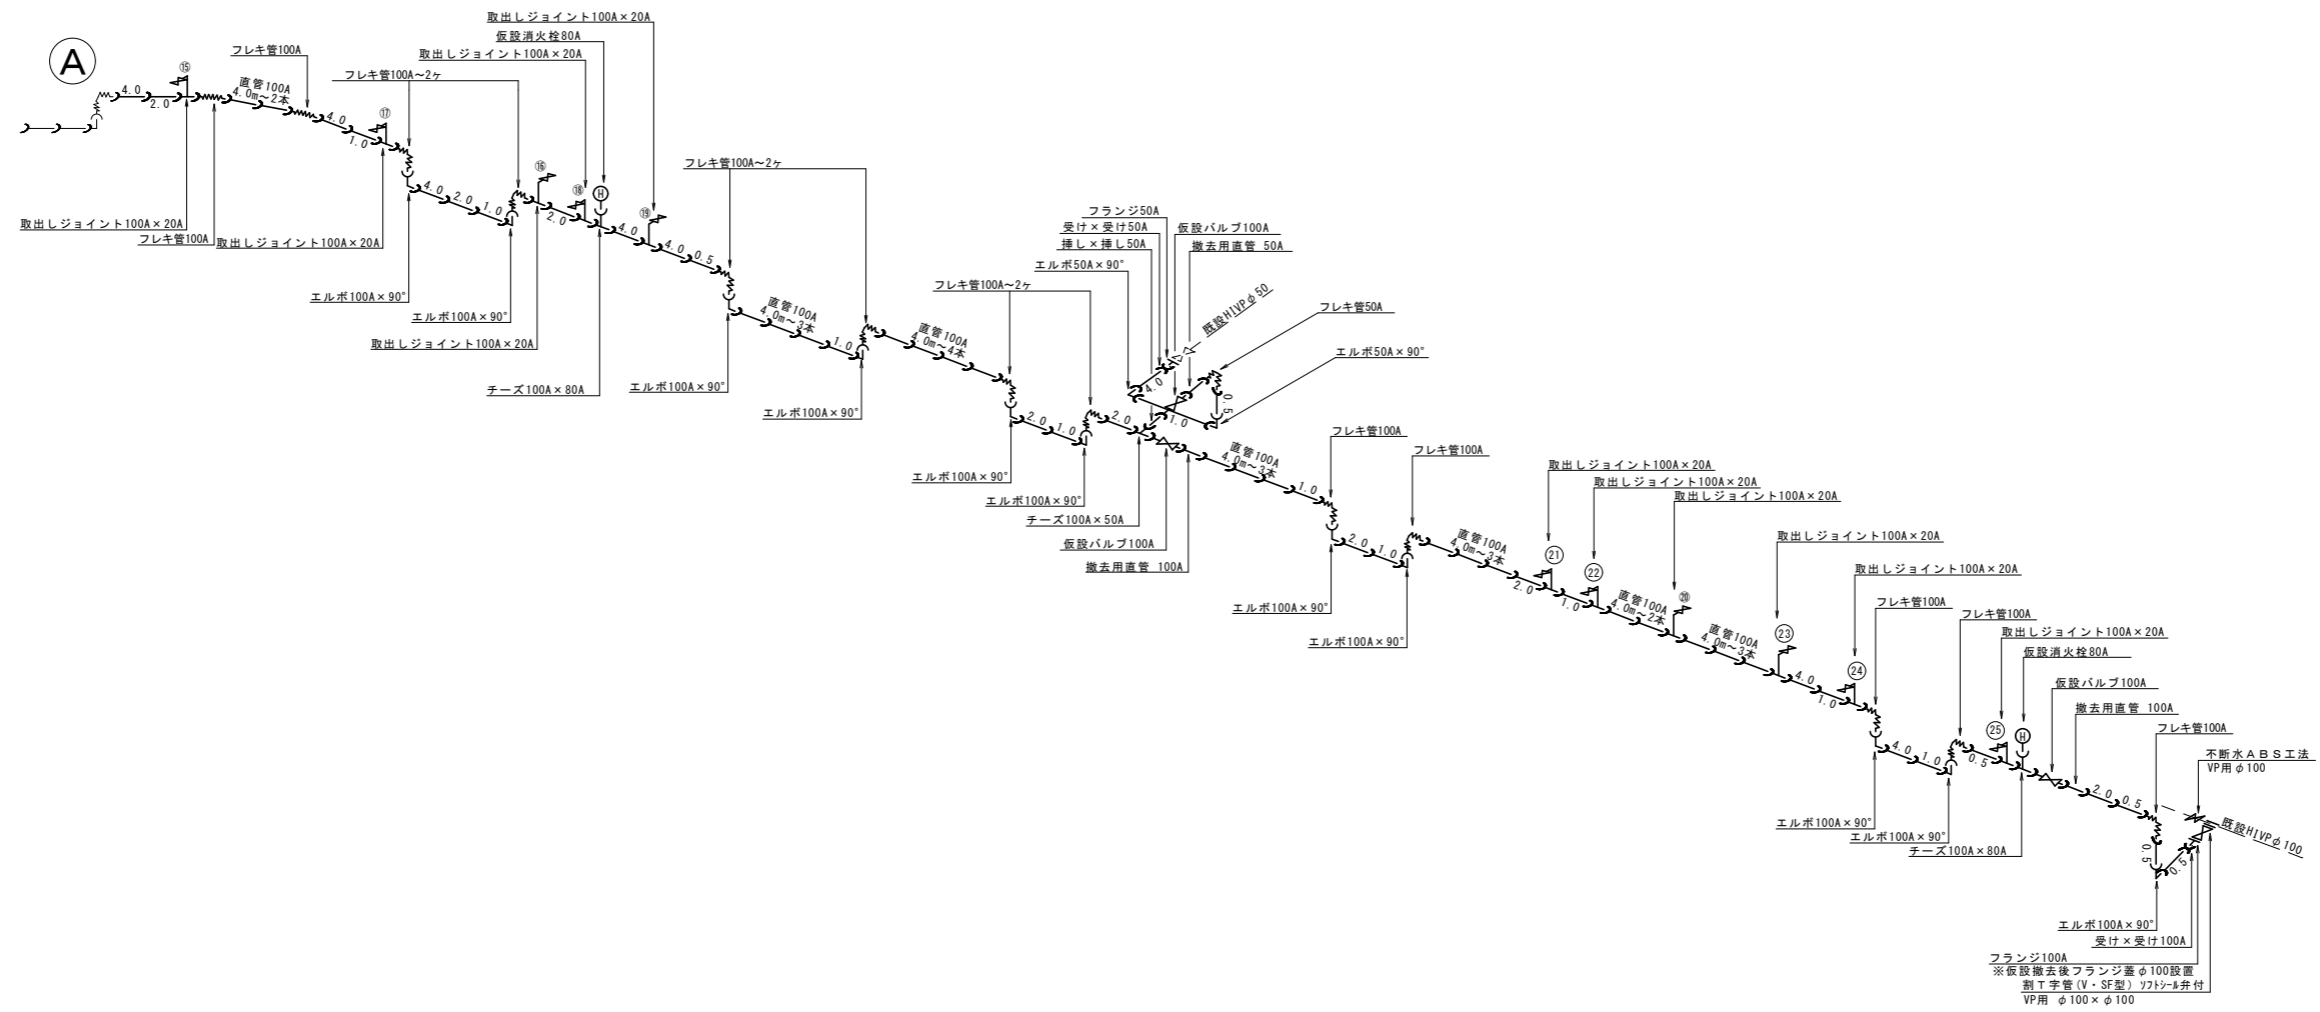 A
取出しジョイント100A×20A
仮設消火栓80A
取出しジョイント100A×20A
フレキ管100A
フレキ管100A～2ヶ
⑮
直管100A
4.0m～2本
4.0
2.0
4.0
1.0
⑰
取出しジョイント100A×20A
フレキ管100A
取出しジョイント100A×20A
4.0
2.0
1.0
⑯
⑱
H
2.0
4.0
⑲
4.0
0.5
エルボ100A×90°
エルボ100A×90°
取出しジョイント100A×20A
チーズ100A×80A
フレキ管100A～2ヶ
直管100A
4.0m～3本
1.0
エルボ100A×90°
エルボ100A×90°
直管100A
4.0m～4本
フレキ管100A～2ヶ
フランジ50A
受け×受け50A
挿し×挿し50A
エルボ50A×90°
仮設バルブ100A
撤去用直管 50A
既設HIVPφ50
フレキ管50A
エルボ50A×90°
4.0
0.5
1.0
2.0
1.0
2.0
エルボ100A×90°
エルボ100A×90°
チーズ100A×50A
仮設バルブ100A
撤去用直管 100A
直管100A
4.0m～3本
1.0
フレキ管100A
フレキ管100A
2.0
1.0
エルボ100A×90°
エルボ100A×90°
直管100A
4.0m～3本
2.0
取出しジョイント100A×20A
取出しジョイント100A×20A
取出しジョイント100A×20A
㉑
㉒
1.0
直管100A
4.0m～2本
⑳
直管100A
4.0m～3本
取出しジョイント100A×20A
㉓
取出しジョイント100A×20A
㉔
4.0
1.0
フレキ管100A
フレキ管100A
取出しジョイント100A×20A
仮設消火栓80A
仮設バルブ100A
撤去用直管 100A
フレキ管100A
不断水ＡＢＳ工法
VP用φ100
4.0
1.0
0.5
㉕
H
2.0
0.5
既設HIVPφ100
0.5
0.5
エルボ100A×90°
エルボ100A×90°
チーズ100A×80A
エルボ100A×90°
受け×受け100A
フランジ100A
※仮設撤去後フランジ蓋φ100設置
割Ｔ字管(V・SF型) ｿﾌﾄｼｰﾙ弁付
VP用 φ100×φ100